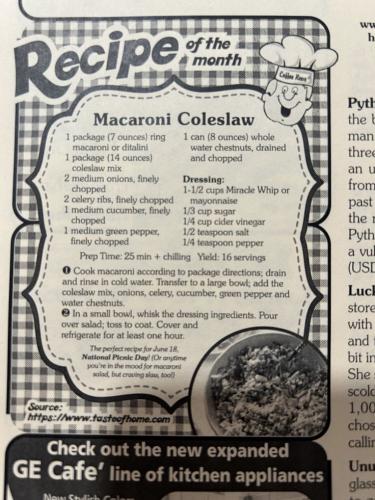 Recipe of the
month
Coffee News
Macaroni Coleslaw
1 package (7 ounces) ring
macaroni or ditalini
1 package (14 ounces)
coleslaw mix
2 medium onions, finely
chopped
2 celery ribs, finely chopped
1 medium cucumber, finely
chopped
1 medium green pepper,
finely chopped
1 can (8 ounces) whole
water chestnuts, drained
and chopped
Dressing:
1-1/2 cups Miracle Whip or
mayonnaise
1/3 cup sugar
1/4 cup cider vinegar
1/2 teaspoon salt
1/4 teaspoon pepper
Prep Time: 25 min + chilling Yield: 16 servings
❶ Cook macaroni according to package directions; drain
and rinse in cold water. Transfer to a large bowl; add the
coleslaw mix, onions, celery, cucumber, green pepper and
water chestnuts.
❷ In a small bowl, whisk the dressing ingredients. Pour
over salad; toss to coat. Cover and
refrigerate for at least one hour.
The perfect recipe for June 18,
National Picnic Day! (Or anytime
you're in the mood for macaroni
salad, but craving slaw, too!)
Source:
https://www.tasteofhome.com
Check out the new expanded
GE Cafe' line of kitchen appliances
New Stylish
ww
h
Pyth
the b
man
three
an u
from
past
the r
Pyth
a vul
(USD
Luck
store
with
and t
bit in
She s
scold
1,00
chos
callin
Unu
glass